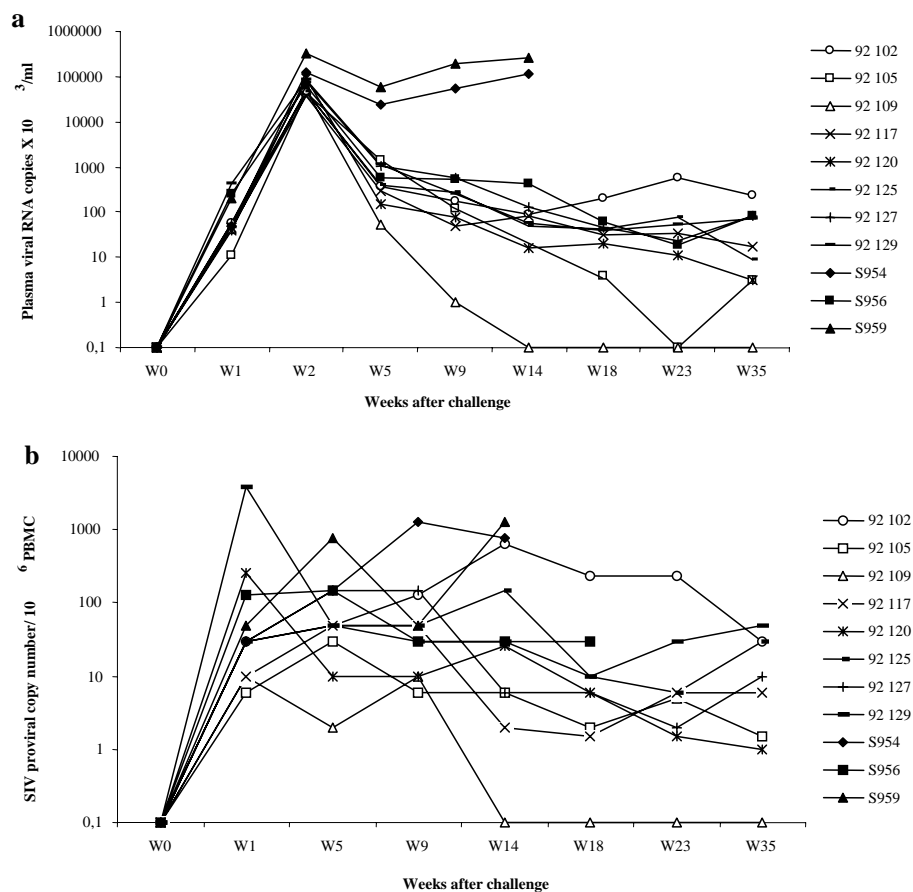 a
Plasma viral RNA copies X 10 3/ml
1000000
100000
10000
1000
100
10
1
0,1
W0 W1 W2 W5 W9 W14 W18 W23 W35
Weeks after challenge
92 102
92 105
92 109
92 117
92 120
92 125
92 127
92 129
S954
S956
S959
b
SIV proviral copy number/ 10 6 PBMC
10000
1000
100
10
1
0,1
W0 W1 W5 W9 W14 W18 W23 W35
Weeks after challenge
92 102
92 105
92 109
92 117
92 120
92 125
92 127
92 129
S954
S956
S959